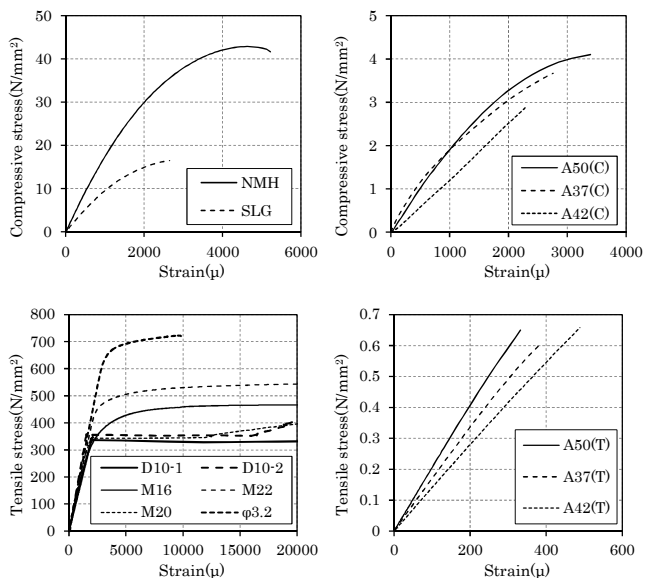 Compressive stress(N/mm²)
50
40
30
20
10
0
NMH
SLG
0 2000 4000 6000
Strain(μ)
Compressive stress(N/mm²)
5
4
3
2
1
0
A50(C)
A37(C)
A42(C)
0 1000 2000 3000 4000
Strain(μ)
Tensile stress(N/mm²)
800
700
600
500
400
300
200
100
0
D10-1 D10-2
M16 M22
M20 φ3.2
0 5000 10000 15000 20000
Strain(μ)
Tensile stress(N/mm²)
0.7
0.6
0.5
0.4
0.3
0.2
0.1
0
A50(T)
A37(T)
A42(T)
0 200 400 600
Strain(μ)